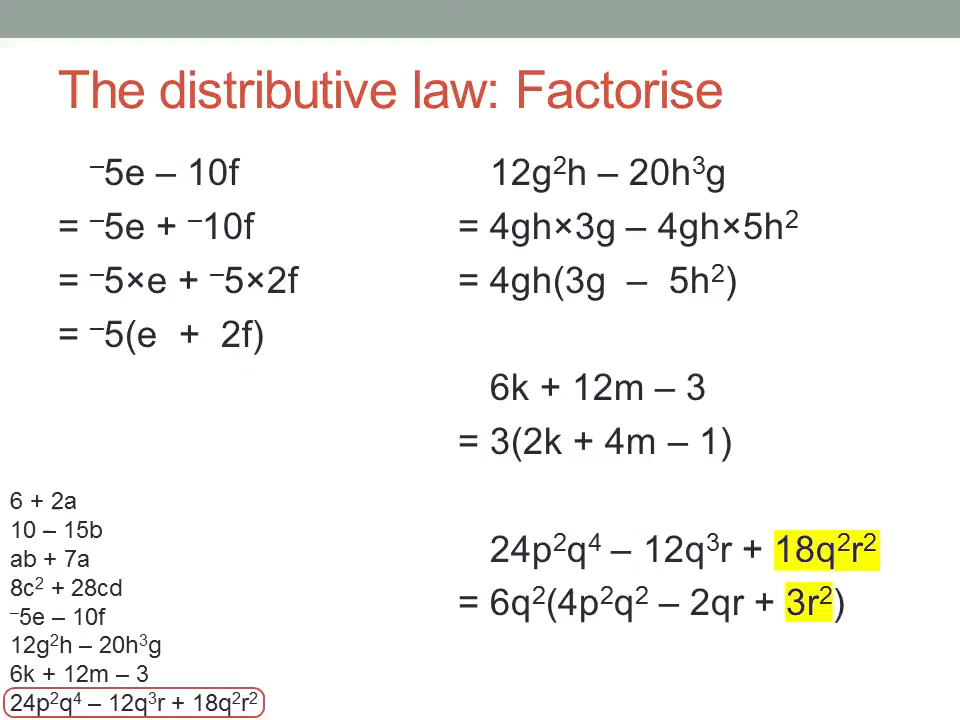 The distributive law: Factorise
⁻5e – 10f
= ⁻5e + ⁻10f
= ⁻5×e + ⁻5×2f
= ⁻5(e + 2f)
12g²h – 20h³g
= 4gh×3g – 4gh×5h²
= 4gh(3g – 5h²)
6k + 12m – 3
= 3(2k + 4m – 1)
24p²q⁴ – 12q³r + 18q²r²
= 6q²(4p²q² – 2qr + 3r²)
6 + 2a
10 – 15b
ab + 7a
8c² + 28cd
⁻5e – 10f
12g²h – 20h³g
6k + 12m – 3
24p²q⁴ – 12q³r + 18q²r²